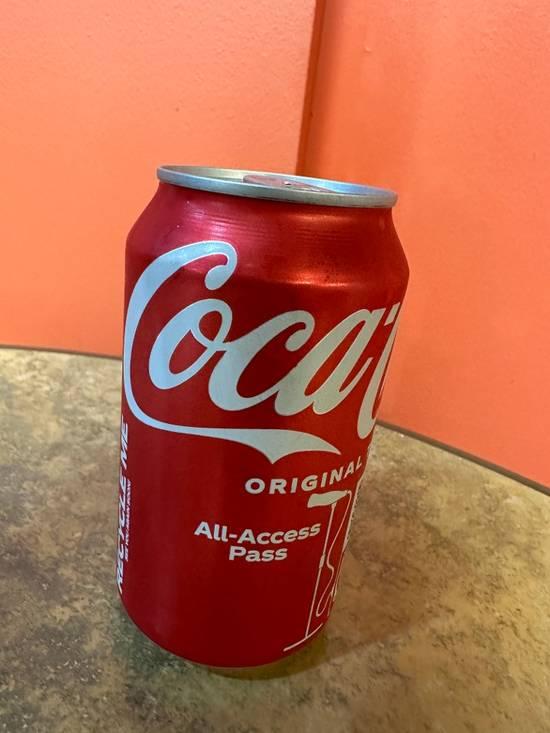 Coca
ORIGINAL
All-Access
Pass
RECYCLE ME